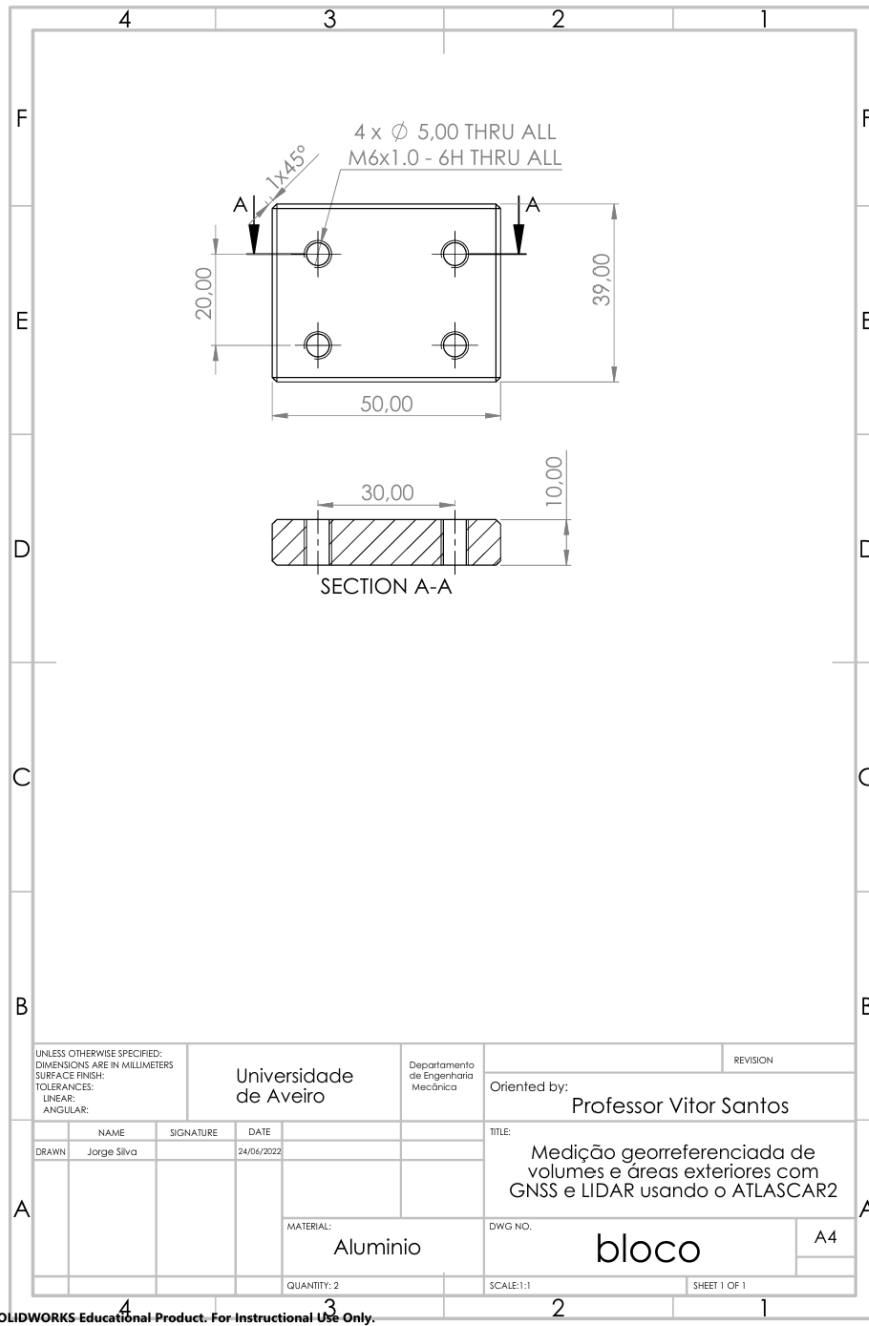 4 3 2 1
F F
4 x ∅ 5,00 THRU ALL
M6x1.0 - 6H THRU ALL
1x45°
A A
20,00
39,00
E E
50,00
30,00
10,00
D D
SECTION A-A
C C
B B
UNLESS OTHERWISE SPECIFIED:
DIMENSIONS ARE IN MILLIMETERS
SURFACE FINISH:
TOLERANCES:
LINEAR:
ANGULAR:
Universidade
de Aveiro
Departamento
de Engenharia
Mecânica
REVISION
Oriented by:
Professor Vitor Santos
NAME SIGNATURE DATE
DRAWN Jorge Silva 24/06/2022
TITLE:
Medição georreferenciada de
volumes e áreas exteriores com
GNSS e LIDAR usando o ATLASCAR2
A A
MATERIAL:
Aluminio
DWG NO.
bloco
A4
QUANTITY: 2
SCALE:1:1
SHEET 1 OF 1
4 3 2 1
OLIDWORKS Educational Product. For Instructional Use Only.